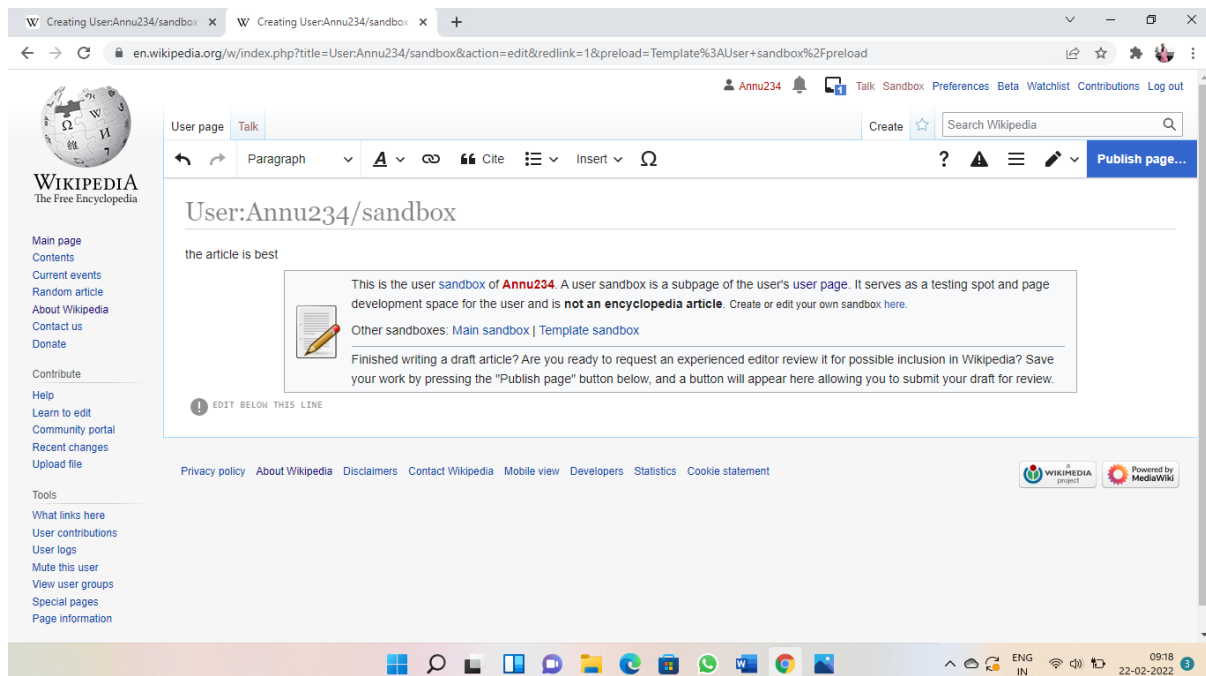 Creating User:Annu234/sandbox
Creating User:Annu234/sandbox
en.wikipedia.org/w/index.php?title=User:Annu234/sandbox&action=edit&redlink=1&preload=Template%3AUser+sandbox%2Fpreload
Annu234 1 Talk Sandbox Preferences Beta Watchlist Contributions Log out
User page Talk Create Search Wikipedia
Paragraph A Cite Insert Ω ? Publish page...
WIKIPEDIA
The Free Encyclopedia
User:Annu234/sandbox
Main page
Contents
Current events
Random article
About Wikipedia
Contact us
Donate
Contribute
Help
Learn to edit
Community portal
Recent changes
Upload file
Tools
What links here
User contributions
User logs
Mute this user
View user groups
Special pages
Page information
the article is best
This is the user sandbox of Annu234. A user sandbox is a subpage of the user's user page. It serves as a testing spot and page
development space for the user and is not an encyclopedia article. Create or edit your own sandbox here.
Other sandboxes: Main sandbox | Template sandbox
Finished writing a draft article? Are you ready to request an experienced editor review it for possible inclusion in Wikipedia? Save
your work by pressing the "Publish page" button below, and a button will appear here allowing you to submit your draft for review.
EDIT BELOW THIS LINE
Privacy policy About Wikipedia Disclaimers Contact Wikipedia Mobile view Developers Statistics Cookie statement
a
WIKIMEDIA
project
Powered by
MediaWiki
ENG
IN
09:18
22-02-2022
3